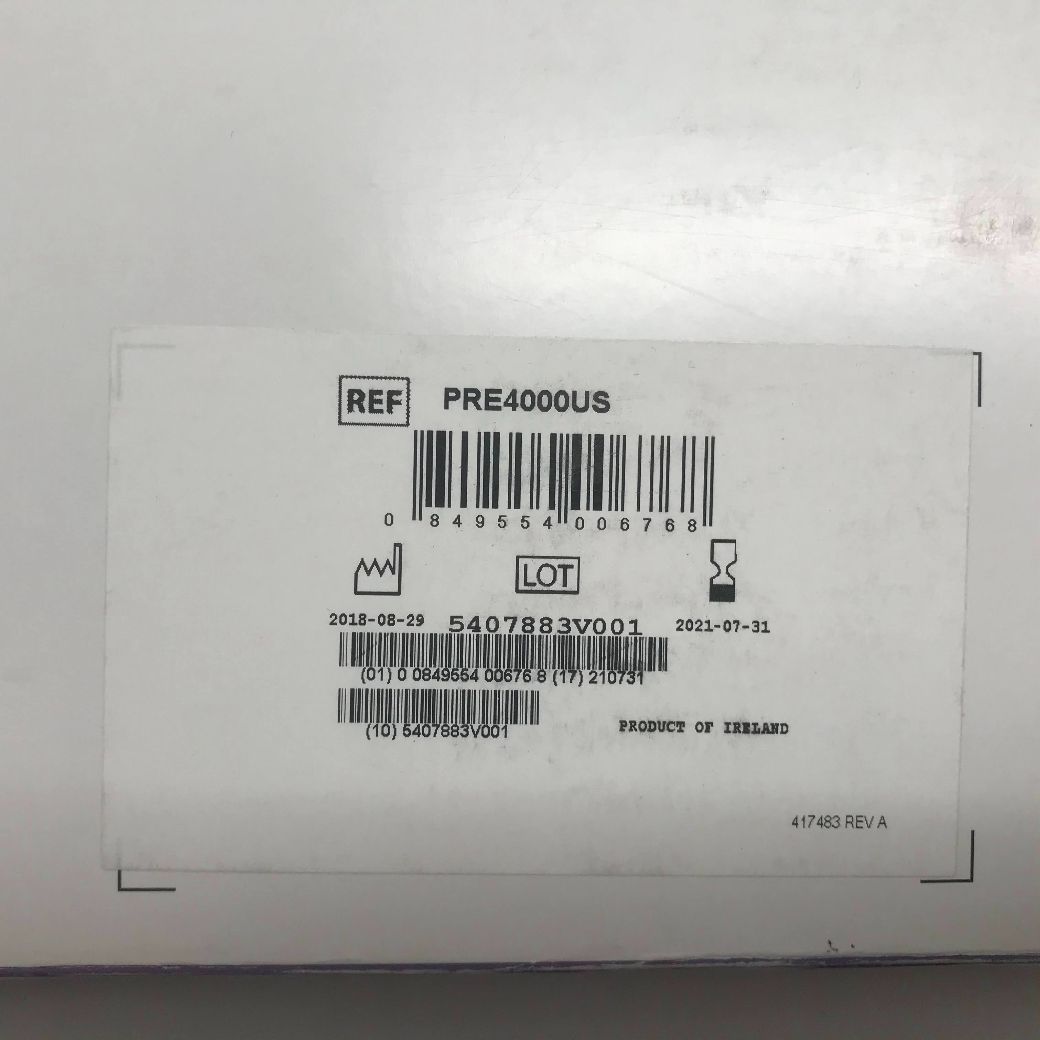 REF PRE4000US
0 849554 006768
LOT
2018-08-29 5407883V001 2021-07-31
(01) 0 0849554 00676 8 (17) 210731
(10) 5407883V001
PRODUCT OF IRELAND
417483 REV A